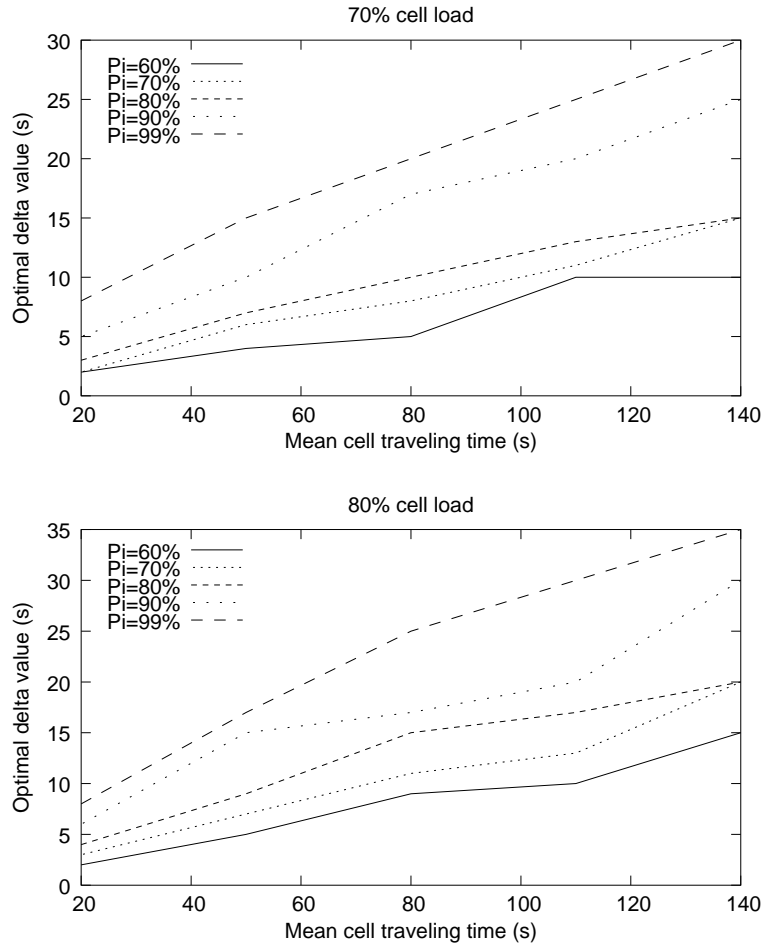 70% cell load
30
25
20
15
10
5
0
Optimal delta value (s)
Pi=60%
Pi=70%
Pi=80%
Pi=90%
Pi=99%
20 40 60 80 100 120 140
Mean cell traveling time (s)
80% cell load
35
30
25
20
15
10
5
0
Optimal delta value (s)
Pi=60%
Pi=70%
Pi=80%
Pi=90%
Pi=99%
20 40 60 80 100 120 140
Mean cell traveling time (s)